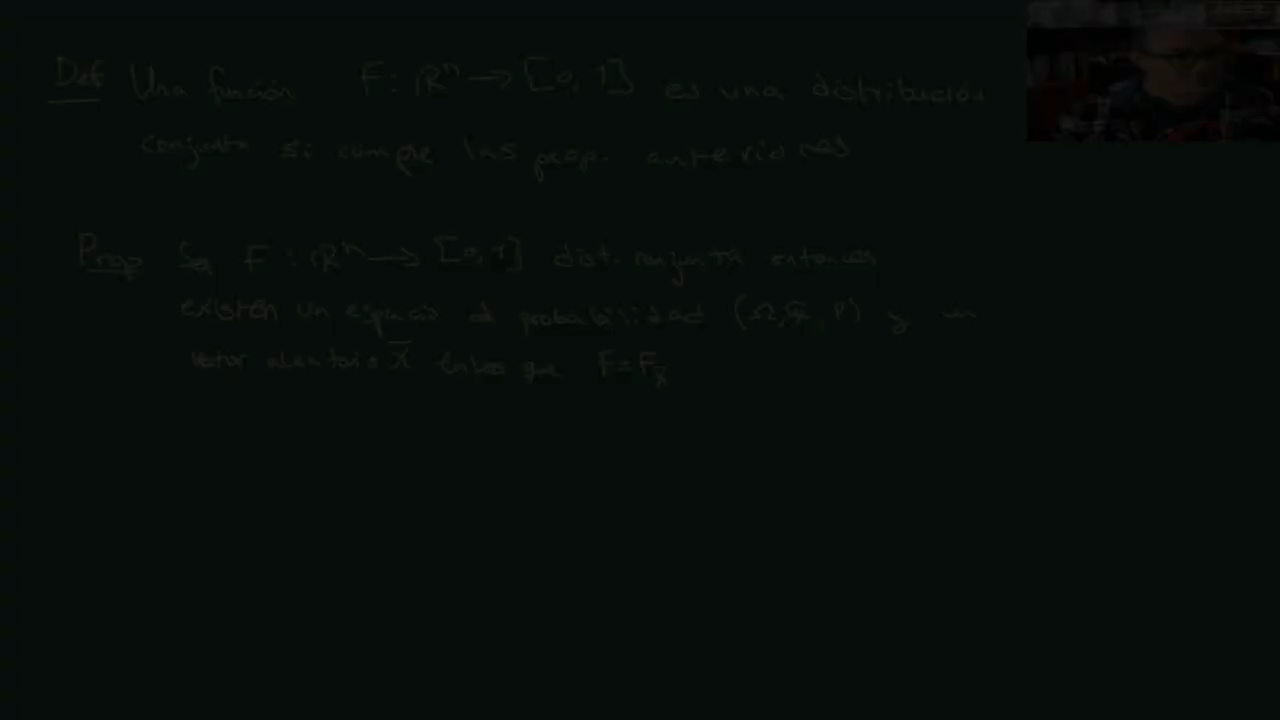 Def Una función F: ℝⁿ → [0, 1] es una distribución
conjunta si cumple las prop. anteriores
Prop Sea F : ℝⁿ → [0,1] dist. conjunta entonces
existen un espacio de probabilidad (Ω, ℱ, P) y un
vector aleatorio X̄ tales que F = F_X̄